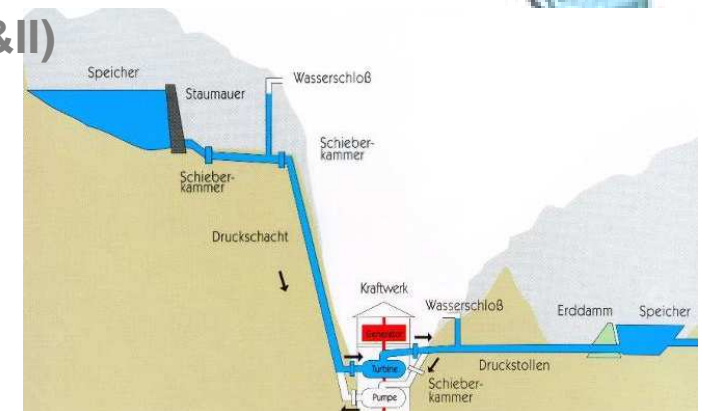 &II)
Speicher
Staumauer
Wasserschloß
Schieber-
kammer
Schieber-
kammer
Druckschacht
Kraftwerk
Wasserschloß
Erddamm
Speicher
Generator
Turbine
Druckstollen
Schieber-
kammer
Pumpe